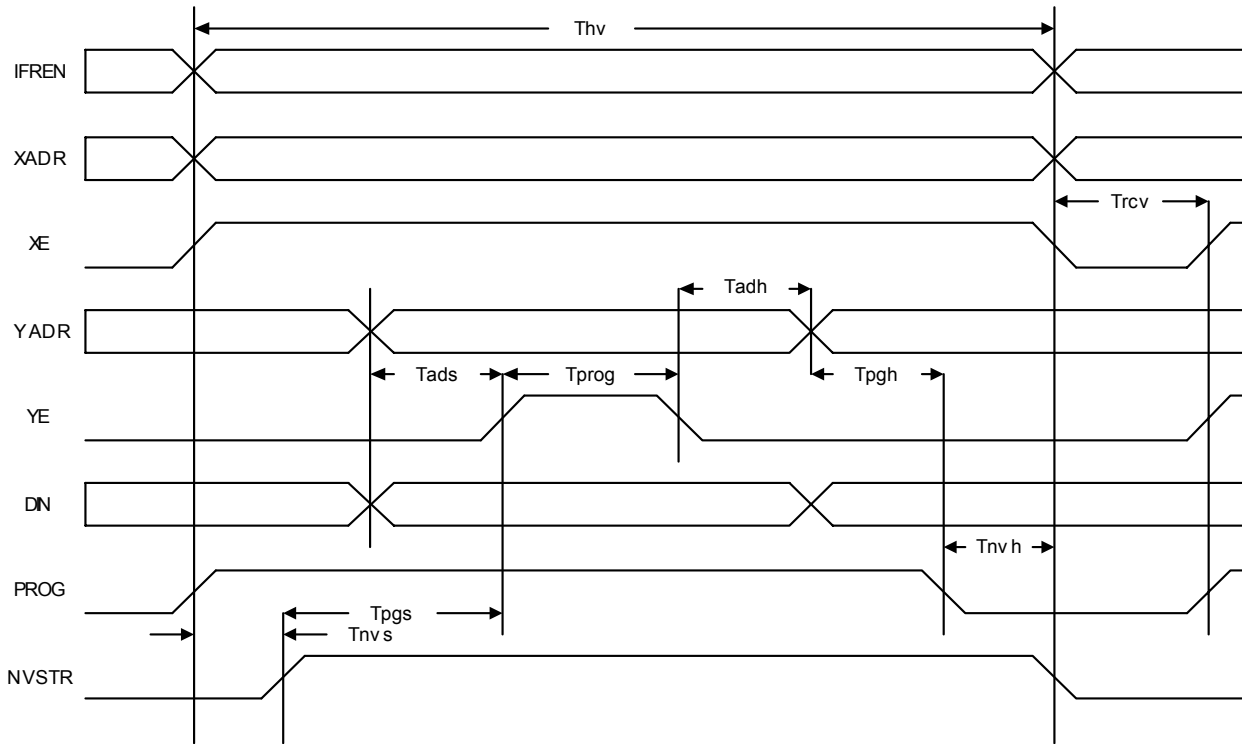 Thv
IFREN
XADR
Trcv
XE
Tadh
YADR
Tads
Tprog
Tpgh
YE
DIN
Tnvh
PROG
Tpgs
Tnvs
NVSTR